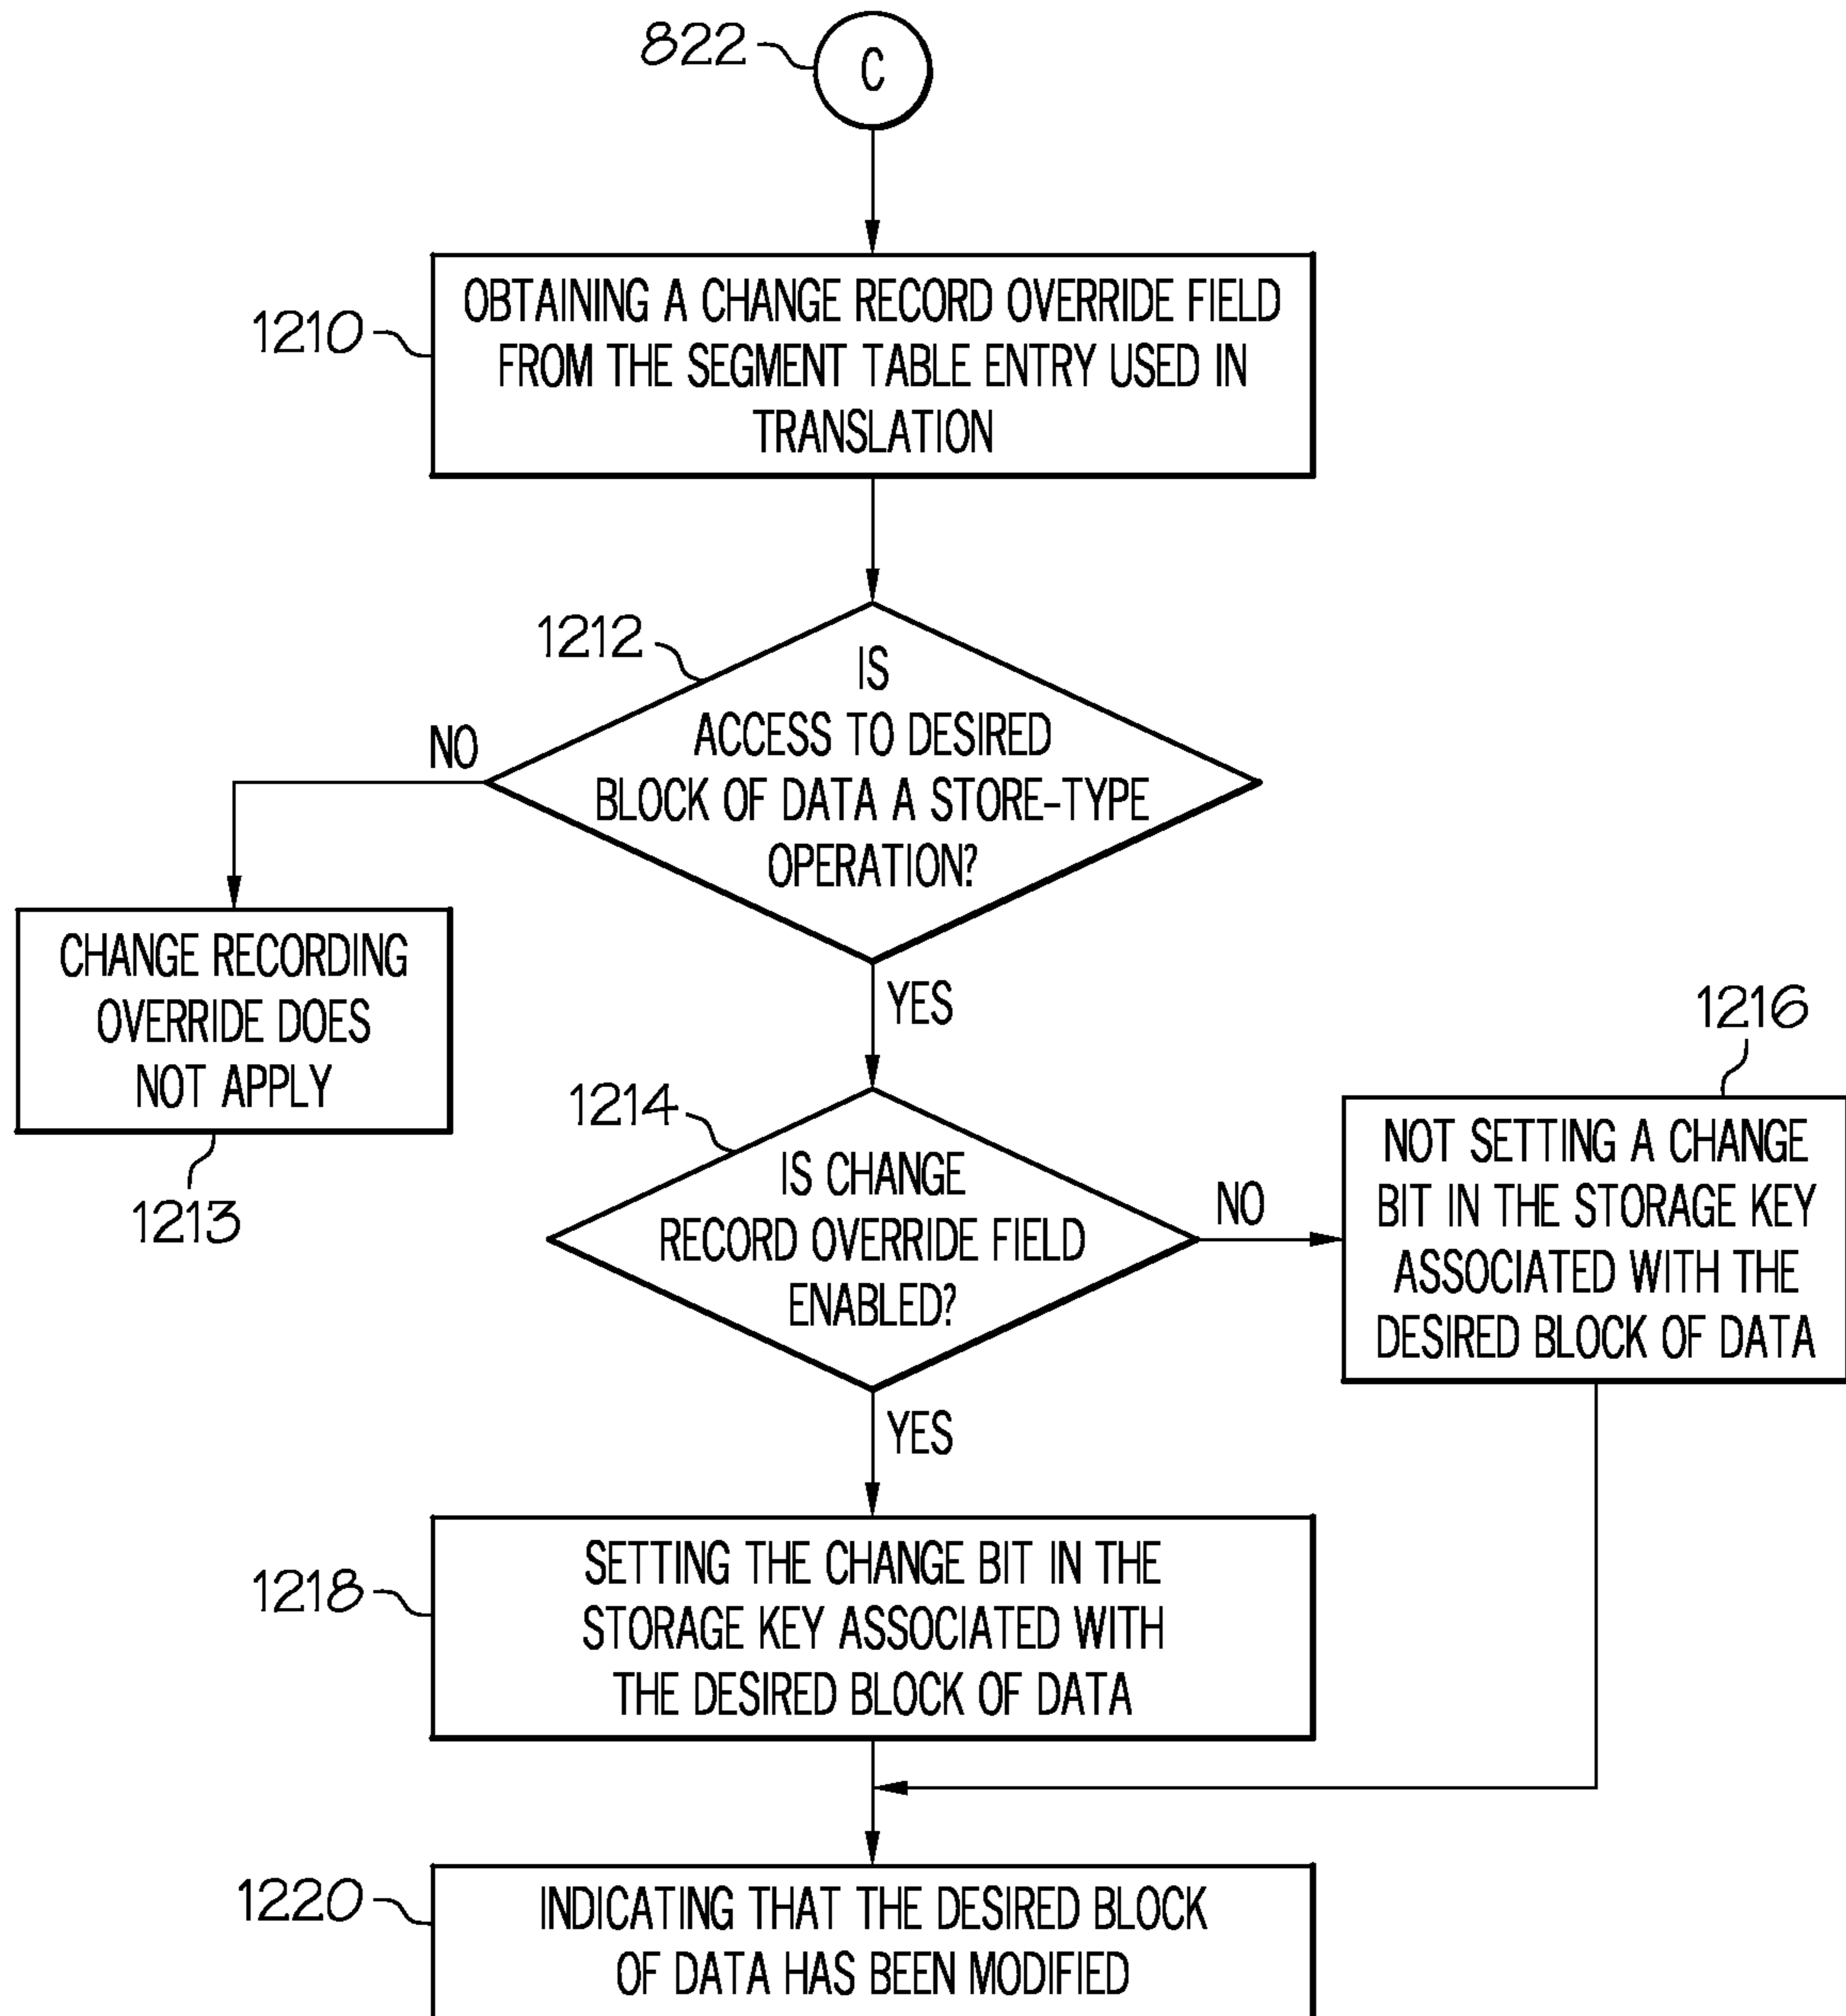 822
C
1210
OBTAINING A CHANGE RECORD OVERRIDE FIELD
FROM THE SEGMENT TABLE ENTRY USED IN
TRANSLATION
1212
IS
ACCESS TO DESIRED
BLOCK OF DATA A STORE-TYPE
OPERATION?
NO
CHANGE RECORDING
OVERRIDE DOES
NOT APPLY
1213
YES
1214
IS CHANGE
RECORD OVERRIDE FIELD
ENABLED?
NO
1216
NOT SETTING A CHANGE
BIT IN THE STORAGE KEY
ASSOCIATED WITH THE
DESIRED BLOCK OF DATA
YES
1218
SETTING THE CHANGE BIT IN THE
STORAGE KEY ASSOCIATED WITH
THE DESIRED BLOCK OF DATA
1220
INDICATING THAT THE DESIRED BLOCK
OF DATA HAS BEEN MODIFIED